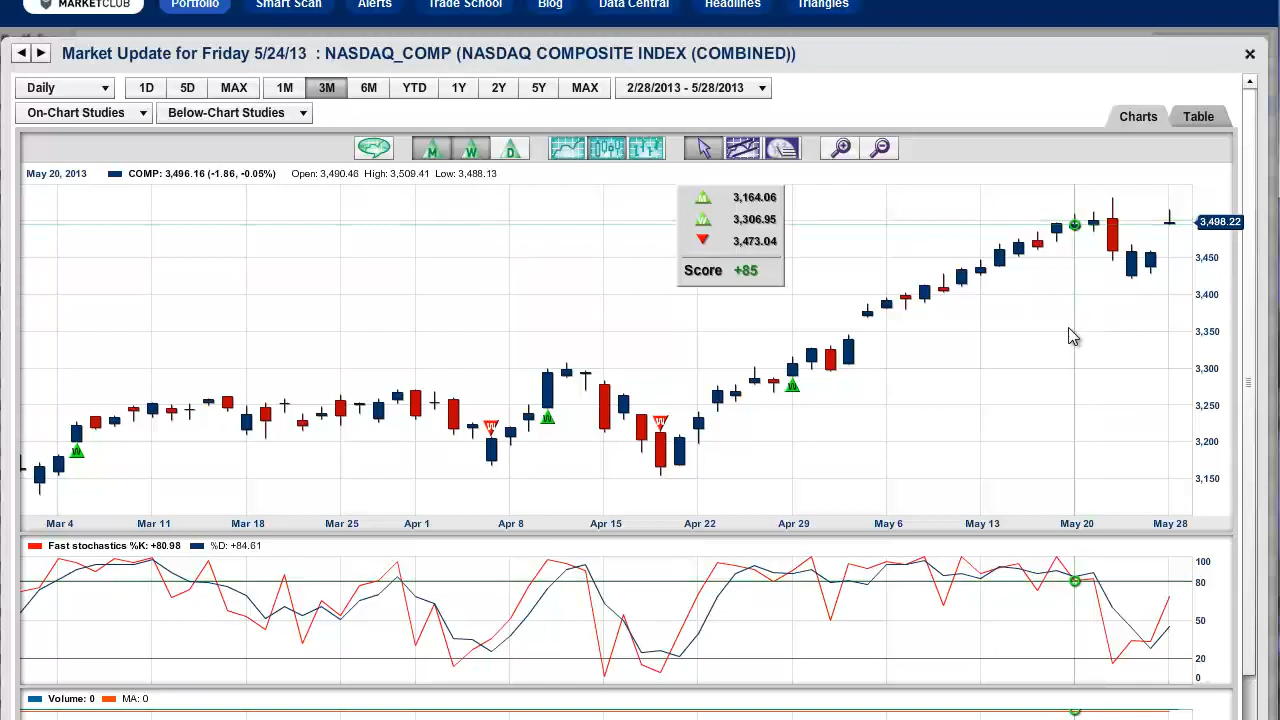 MARKETCLUB Portfolio Smart Scan Alerts Trade School Blog Data Central Headlines Triangles
Market Update for Friday 5/24/13 : NASDAQ_COMP (NASDAQ COMPOSITE INDEX (COMBINED))
Daily 1D 5D MAX 1M 3M 6M YTD 1Y 2Y 5Y MAX 2/28/2013 - 5/28/2013
On-Chart Studies Below-Chart Studies Charts Table
M W D
May 20, 2013 COMP: 3,496.16 (-1.86, -0.05%) Open: 3,490.46 High: 3,509.41 Low: 3,488.13
M 3,164.06
W 3,306.95
3,473.04
Score +85
3,498.22
3,450
3,400
3,350
3,300
3,250
3,200
3,150
W W W W W
Mar 4 Mar 11 Mar 18 Mar 25 Apr 1 Apr 8 Apr 15 Apr 22 Apr 29 May 6 May 13 May 20 May 28
Fast stochastics %K: +80.98 %D: +84.61
100
80
50
20
0
Volume: 0 MA: 0